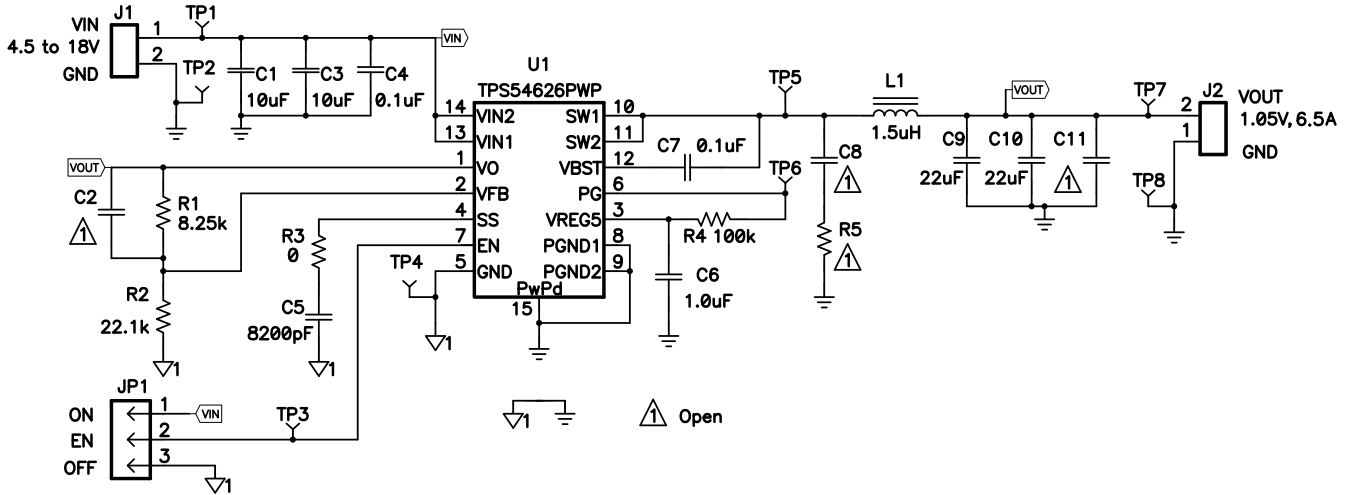 J1
VIN
4.5 to 18V
GND
1
2
TP1
TP2
VIN
C1
10uF
C3
10uF
C4
0.1uF
U1
TPS54626PWP
14
VIN2
13
VIN1
1
VO
2
VFB
4
SS
7
EN
5
GND
PwPd
15
SW1
10
SW2
11
VBST
12
PG
6
VREG5
3
PGND1
8
PGND2
9
VOUT
C2
1
R1
8.25k
R2
22.1k
1
R3
0
C5
8200pF
1
TP4
1
C7
0.1uF
TP5
TP6
R4 100k
C6
1.0uF
C8
1
R5
1
L1
1.5uH
VOUT
C9
22uF
C10
22uF
C11
1
TP7
TP8
J2
2
1
VOUT
1.05V, 6.5A
GND
JP1
ON
EN
OFF
1
2
3
VIN
TP3
1
1
1 Open